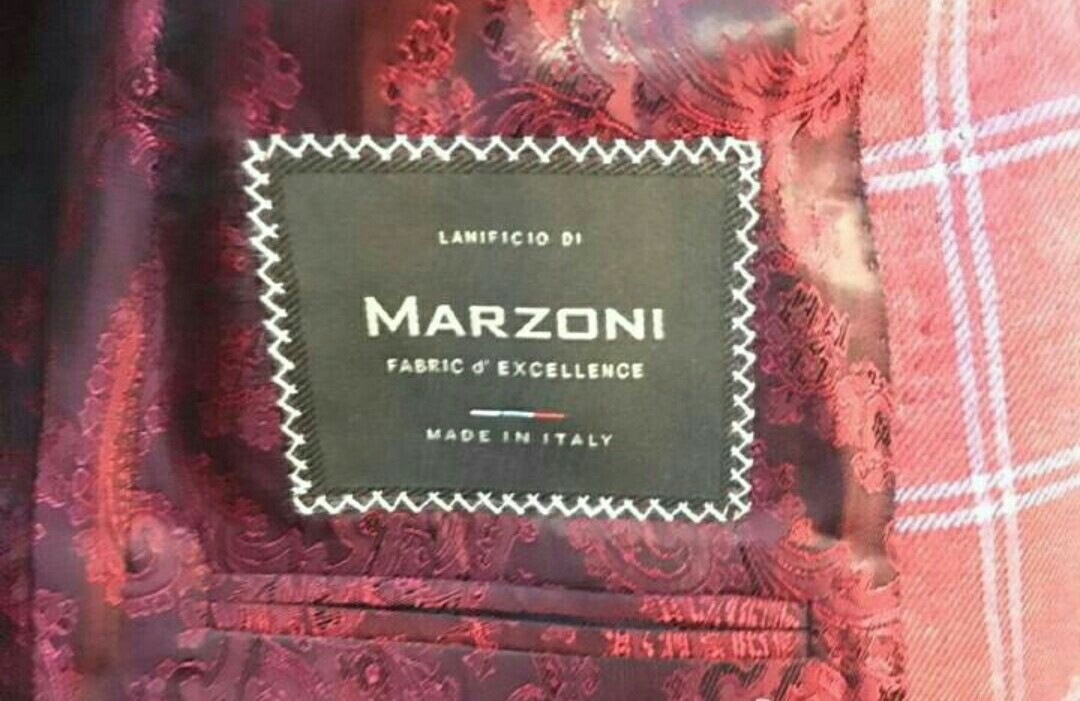 LANIFICIO DI
MARZONI
FABRIC d' EXCELLENCE
MADE IN ITALY